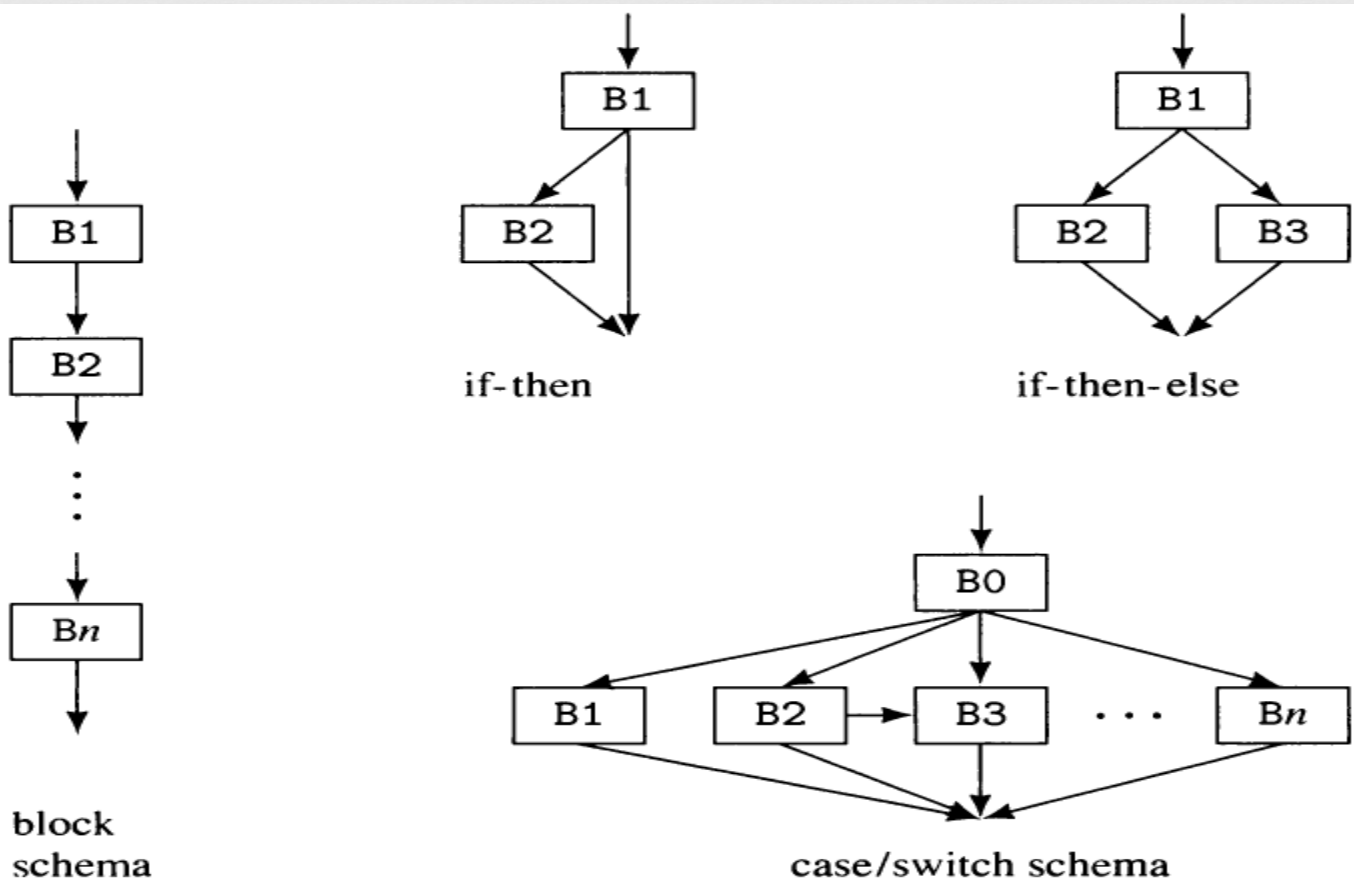 B1
B2
Bn
block
schema
B1
B2
if-then
B1
B2
B3
if-then-else
B0
B1
B2
B3
Bn
case/switch schema